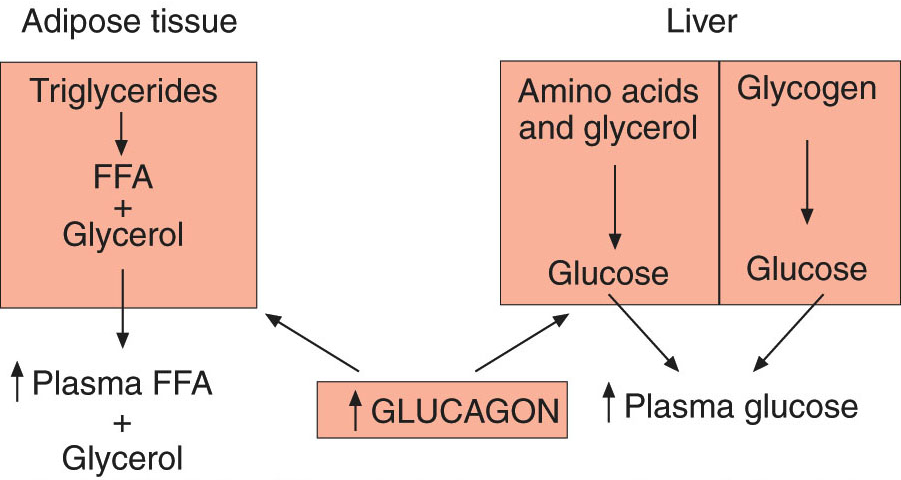 Adipose tissue
Triglycerides
FFA
+
Glycerol
Plasma FFA
+
Glycerol
GLUCAGON
Liver
Amino acids
and glycerol
Glucose
Glycogen
Glucose
Plasma glucose